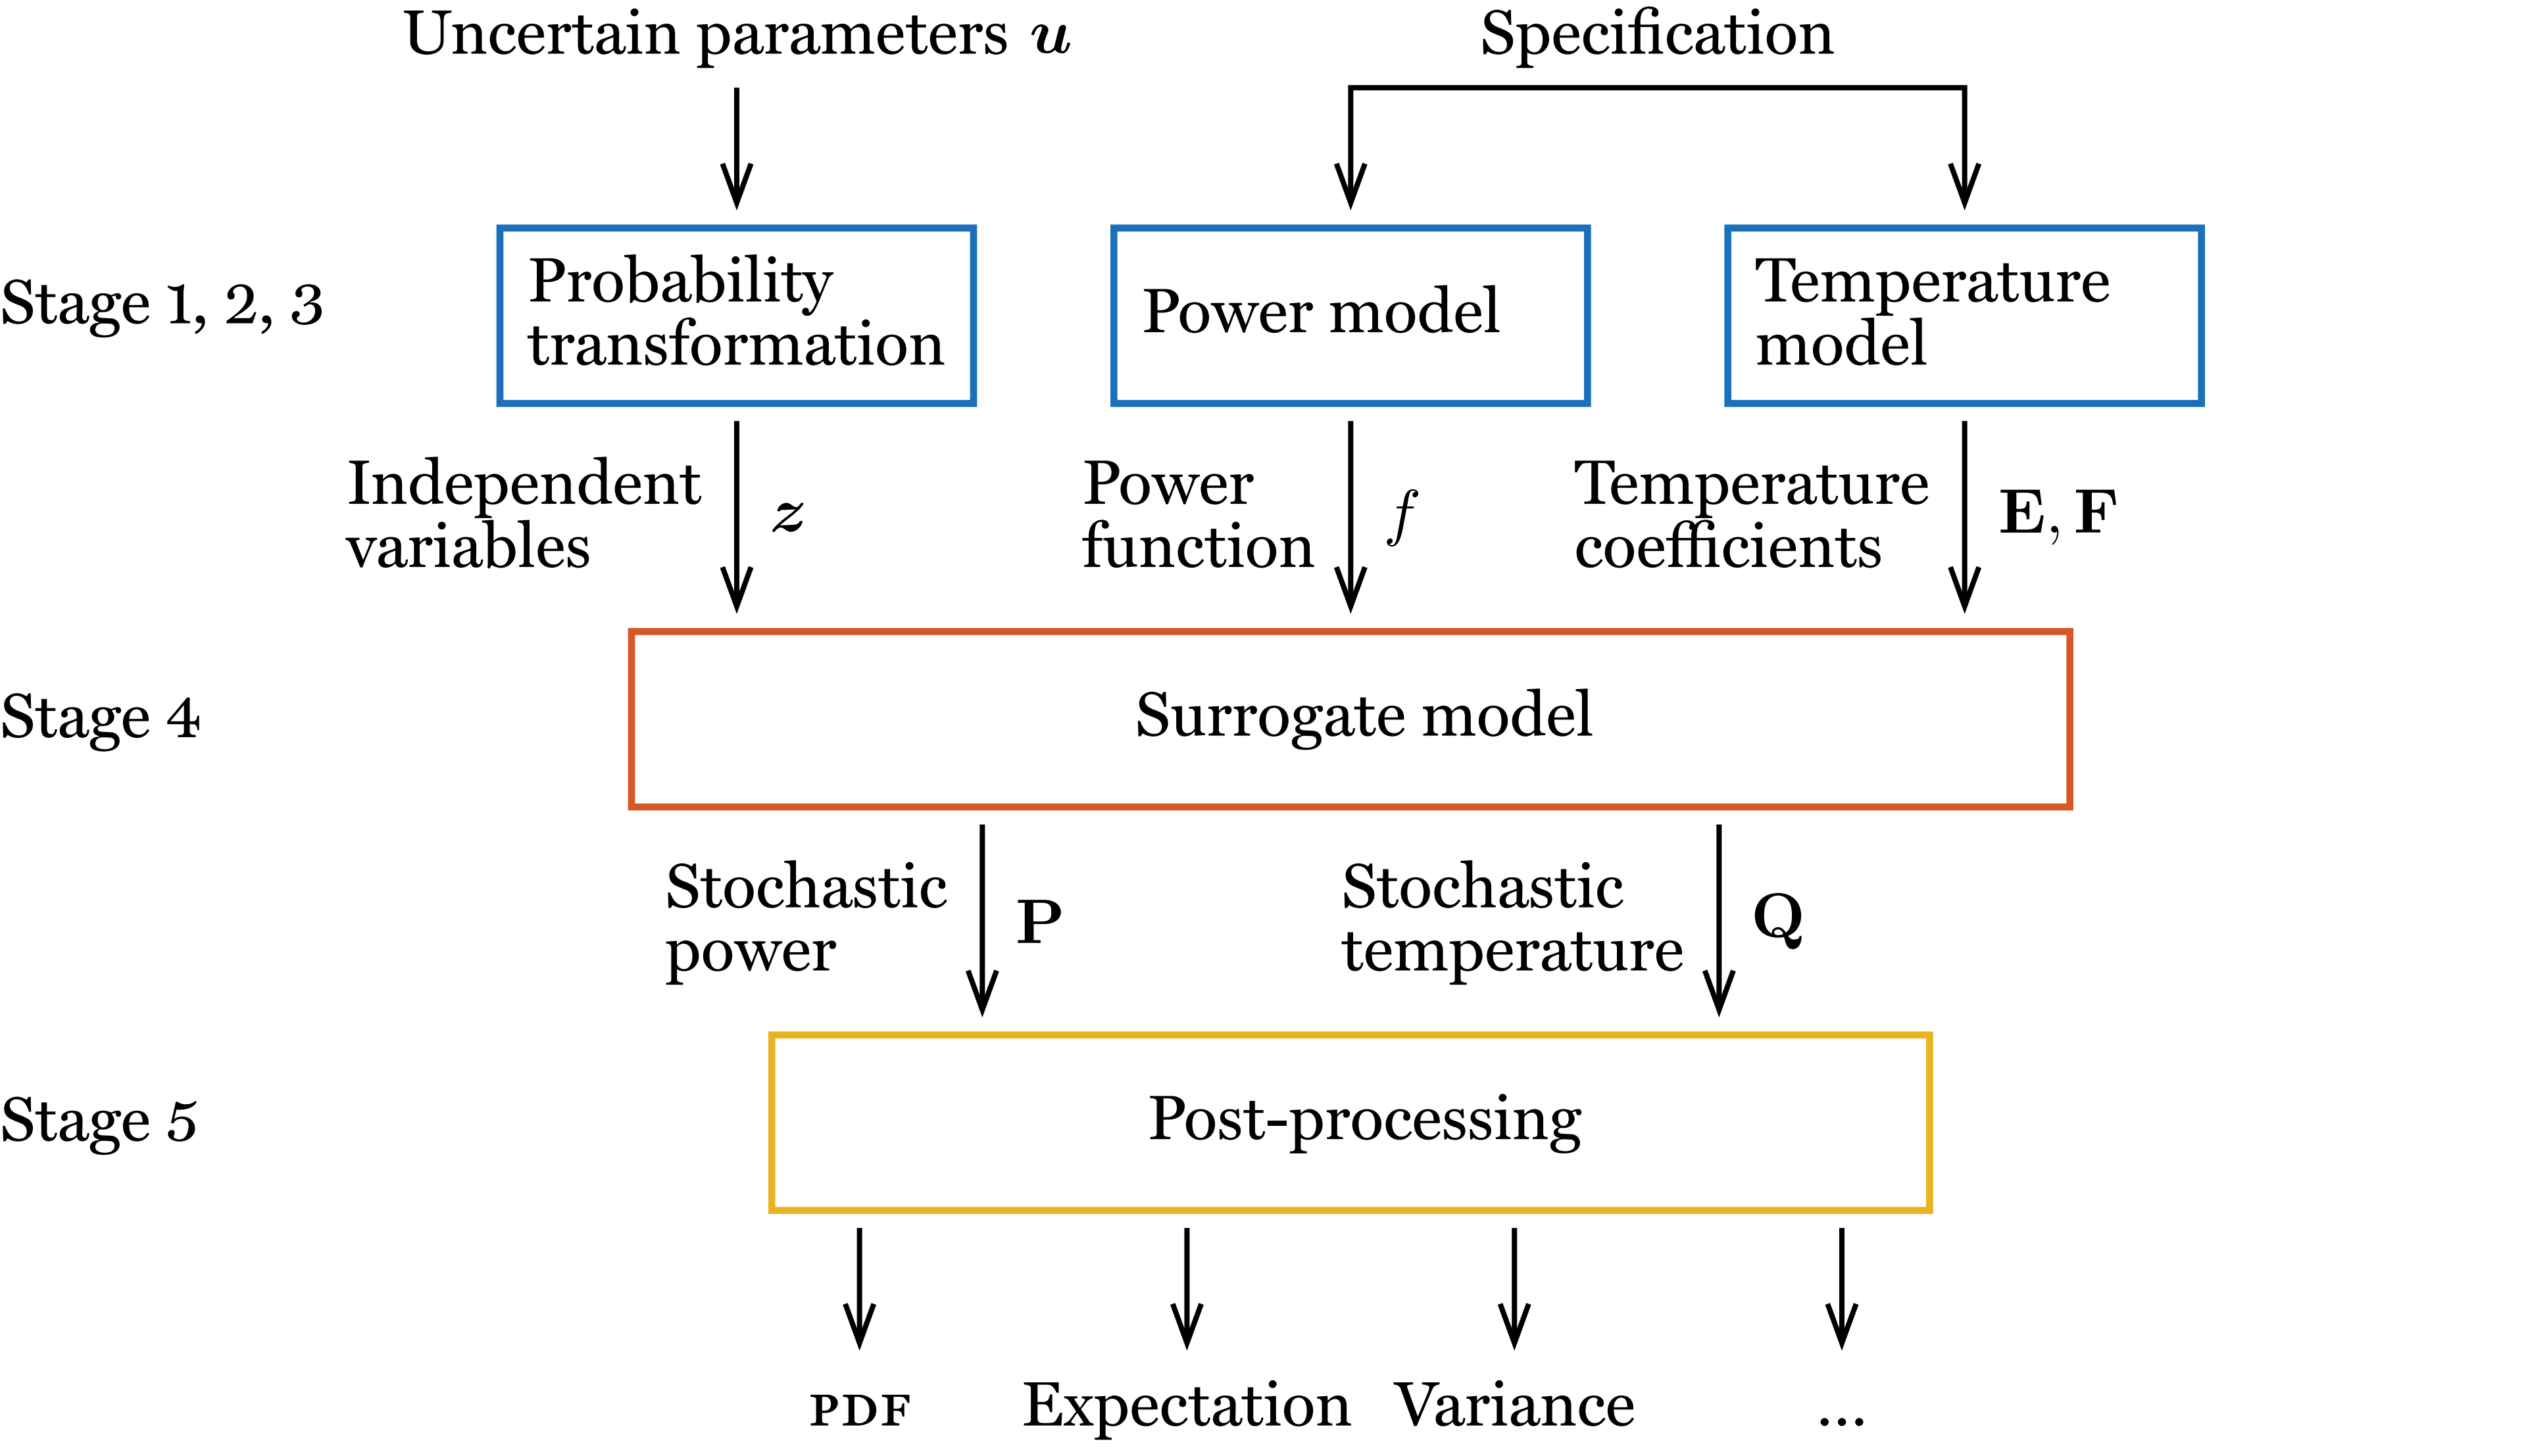 Uncertain parameters u
Specification
Stage 1, 2, 3
Probability
transformation
Power model
Temperature
model
Independent
variables
z
Power
function
f
Temperature
coefficients
E, F
Stage 4
Surrogate model
Stochastic
power
P
Stochastic
temperature
Q
Stage 5
Post-processing
PDF
Expectation
Variance
...